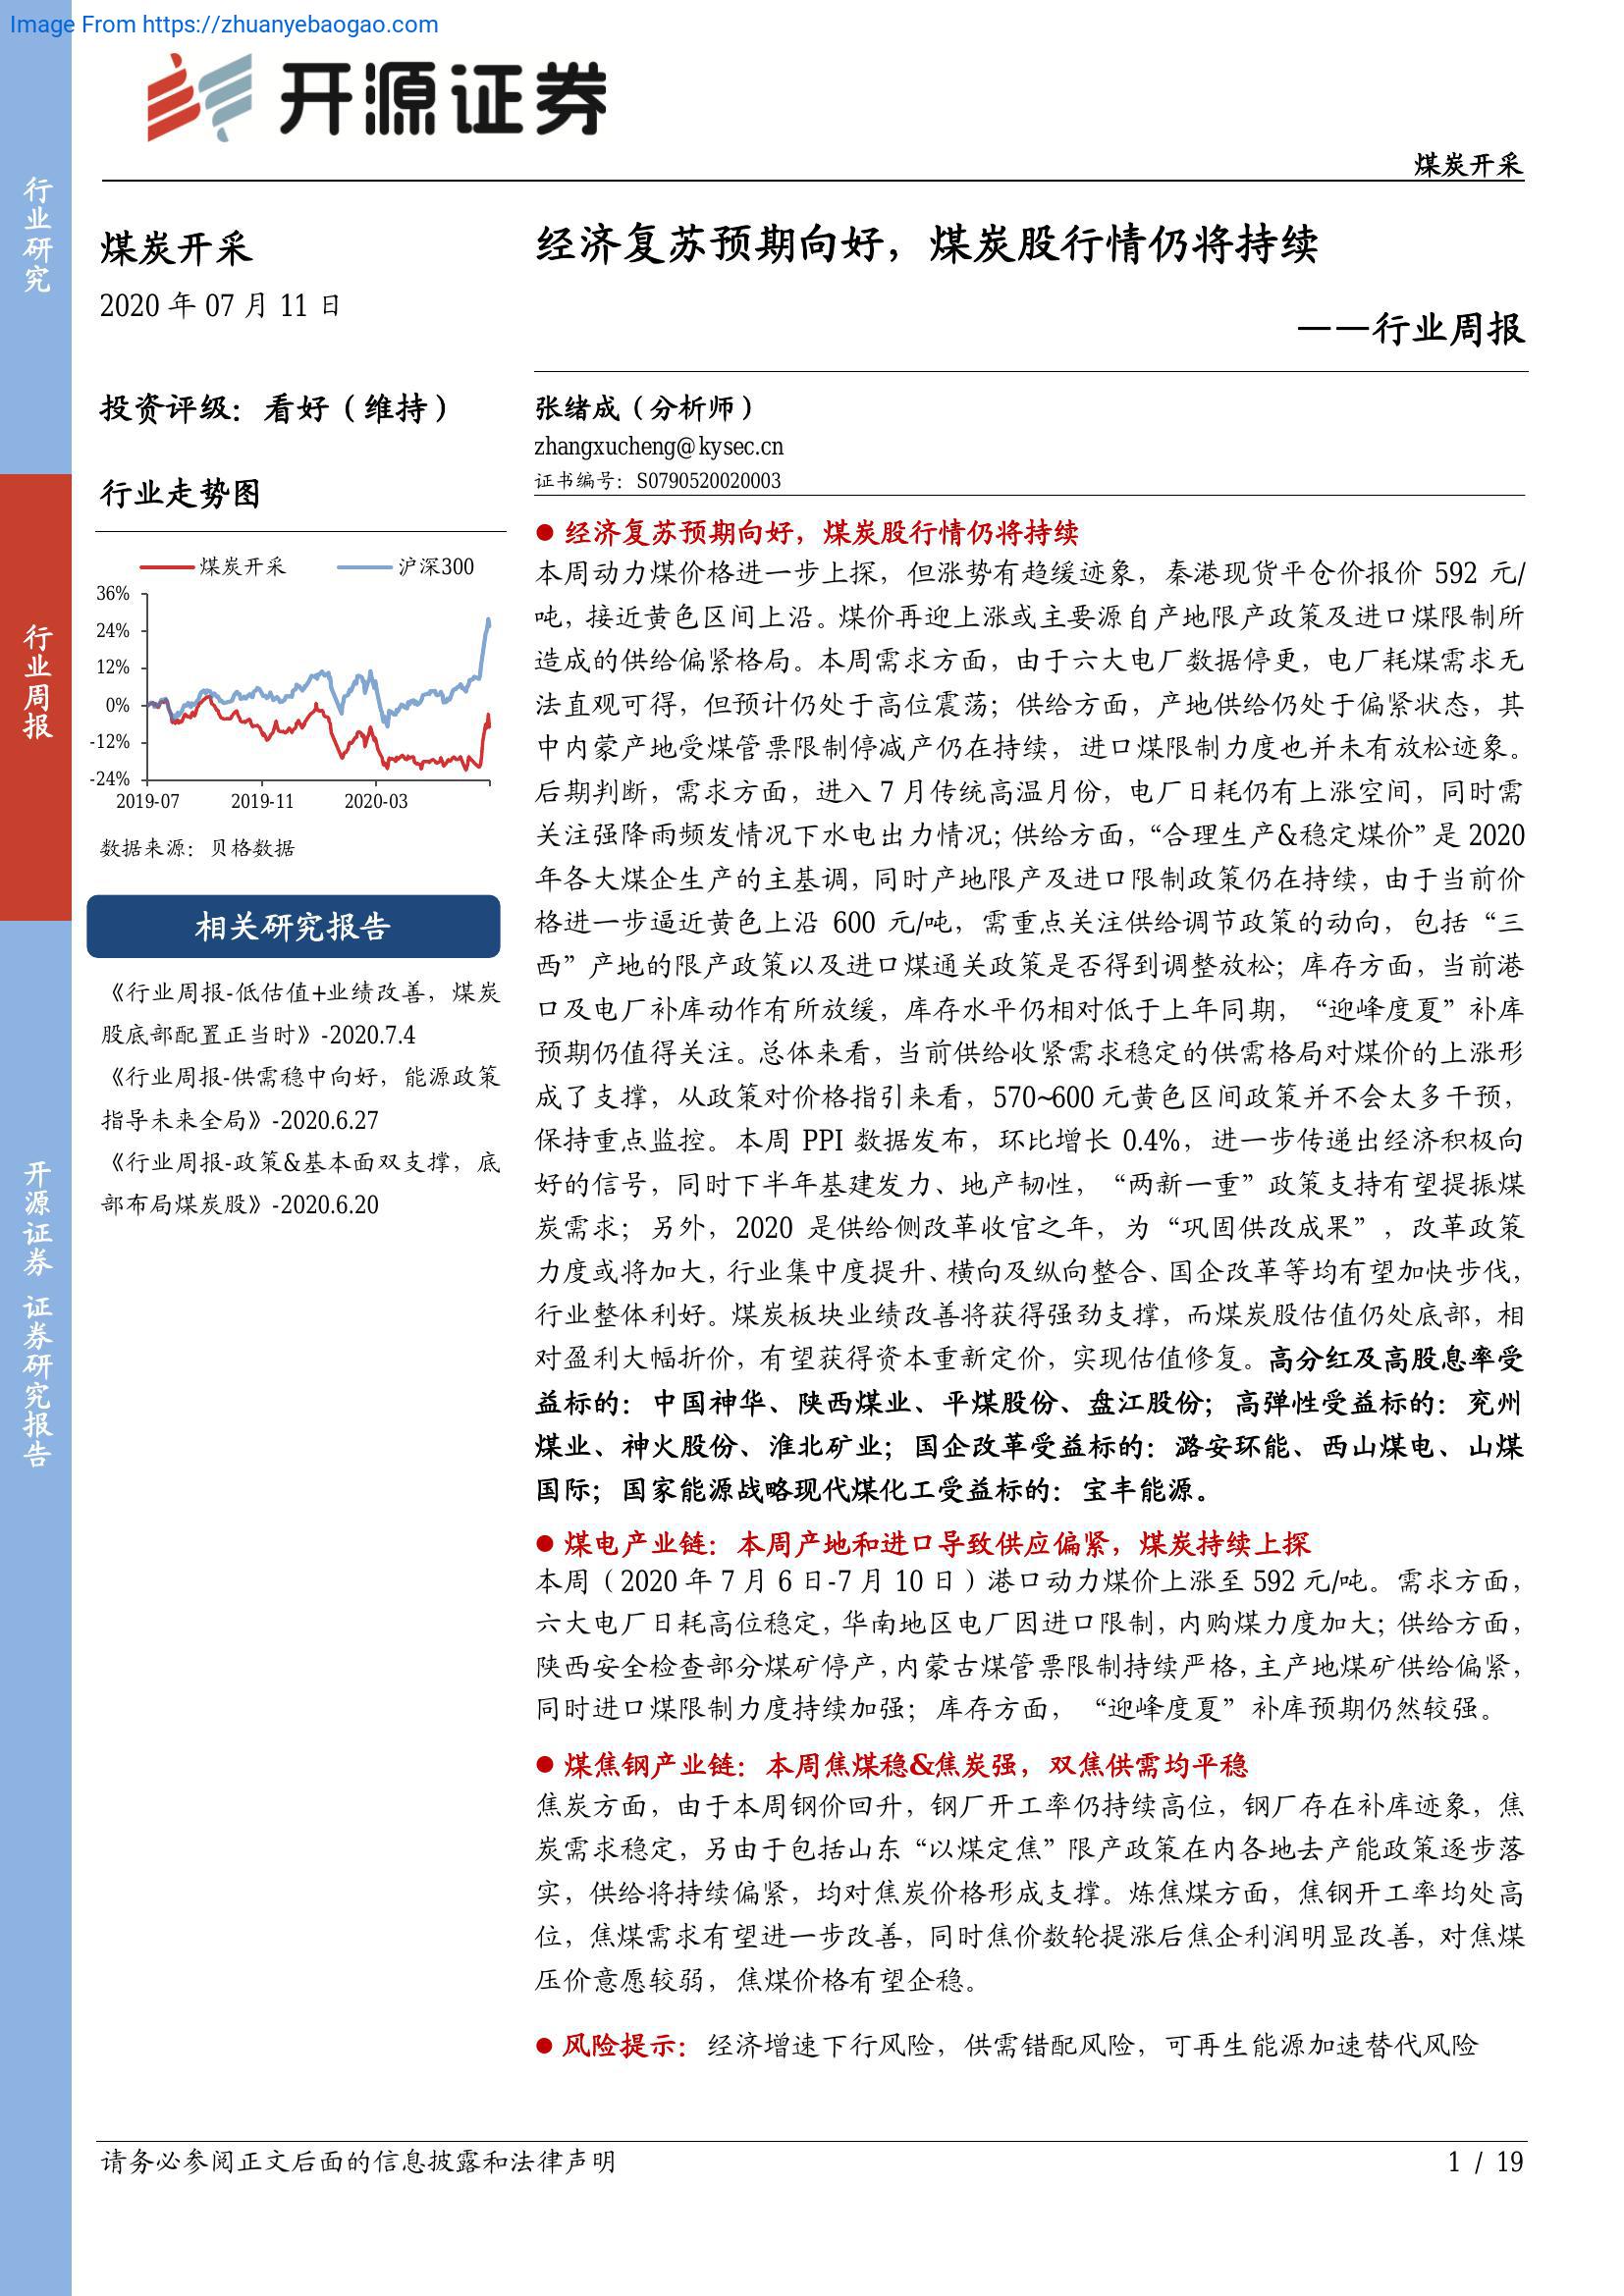 Image From https://zhuanyebaogao.com
开源证券
煤炭开采
行业研究
行业周报
开源证券 证券研究报告
煤炭开采
2020 年 07 月 11 日
投资评级：看好（维持）
行业走势图
煤炭开采 沪深300
36%
24%
12%
0%
-12%
-24%
2019-07 2019-11 2020-03
数据来源：贝格数据
相关研究报告
《行业周报-低估值+业绩改善，煤炭
股底部配置正当时》-2020.7.4
《行业周报-供需稳中向好，能源政策
指导未来全局》-2020.6.27
《行业周报-政策&基本面双支撑，底
部布局煤炭股》-2020.6.20
经济复苏预期向好，煤炭股行情仍将持续
——行业周报
张绪成（分析师）
zhangxucheng@kysec.cn
证书编号：S0790520020003
● 经济复苏预期向好，煤炭股行情仍将持续
本周动力煤价格进一步上探，但涨势有趋缓迹象，秦港现货平仓价报价 592 元/
吨，接近黄色区间上沿。煤价再迎上涨或主要源自产地限产政策及进口煤限制所
造成的供给偏紧格局。本周需求方面，由于六大电厂数据停更，电厂耗煤需求无
法直观可得，但预计仍处于高位震荡；供给方面，产地供给仍处于偏紧状态，其
中内蒙产地受煤管票限制停减产仍在持续，进口煤限制力度也并未有放松迹象。
后期判断，需求方面，进入 7 月传统高温月份，电厂日耗仍有上涨空间，同时需
关注强降雨频发情况下水电出力情况；供给方面，“合理生产&稳定煤价”是 2020
年各大煤企生产的主基调，同时产地限产及进口限制政策仍在持续，由于当前价
格进一步逼近黄色上沿 600 元/吨，需重点关注供给调节政策的动向，包括“三
西”产地的限产政策以及进口煤通关政策是否得到调整放松；库存方面，当前港
口及电厂补库动作有所放缓，库存水平仍相对低于上年同期，“迎峰度夏”补库
预期仍值得关注。总体来看，当前供给收紧需求稳定的供需格局对煤价的上涨形
成了支撑，从政策对价格指引来看，570~600 元黄色区间政策并不会太多干预，
保持重点监控。本周 PPI 数据发布，环比增长 0.4%，进一步传递出经济积极向
好的信号，同时下半年基建发力、地产韧性，“两新一重”政策支持有望提振煤
炭需求；另外，2020 是供给侧改革收官之年，为“巩固供改成果”，改革政策
力度或将加大，行业集中度提升、横向及纵向整合、国企改革等均有望加快步伐，
行业整体利好。煤炭板块业绩改善将获得强劲支撑，而煤炭股估值仍处底部，相
对盈利大幅折价，有望获得资本重新定价，实现估值修复。高分红及高股息率受
益标的：中国神华、陕西煤业、平煤股份、盘江股份；高弹性受益标的：兖州
煤业、神火股份、淮北矿业；国企改革受益标的：潞安环能、西山煤电、山煤
国际；国家能源战略现代煤化工受益标的：宝丰能源。
● 煤电产业链：本周产地和进口导致供应偏紧，煤炭持续上探
本周（2020 年 7 月 6 日-7 月 10 日）港口动力煤价上涨至 592 元/吨。需求方面，
六大电厂日耗高位稳定，华南地区电厂因进口限制，内购煤力度加大；供给方面，
陕西安全检查部分煤矿停产，内蒙古煤管票限制持续严格，主产地煤矿供给偏紧，
同时进口煤限制力度持续加强；库存方面，“迎峰度夏”补库预期仍然较强。
● 煤焦钢产业链：本周焦煤稳&焦炭强，双焦供需均平稳
焦炭方面，由于本周钢价回升，钢厂开工率仍持续高位，钢厂存在补库迹象，焦
炭需求稳定，另由于包括山东“以煤定焦”限产政策在内各地去产能政策逐步落
实，供给将持续偏紧，均对焦炭价格形成支撑。炼焦煤方面，焦钢开工率均处高
位，焦煤需求有望进一步改善，同时焦价数轮提涨后焦企利润明显改善，对焦煤
压价意愿较弱，焦煤价格有望企稳。
● 风险提示：经济增速下行风险，供需错配风险，可再生能源加速替代风险
请务必参阅正文后面的信息披露和法律声明
1 / 19